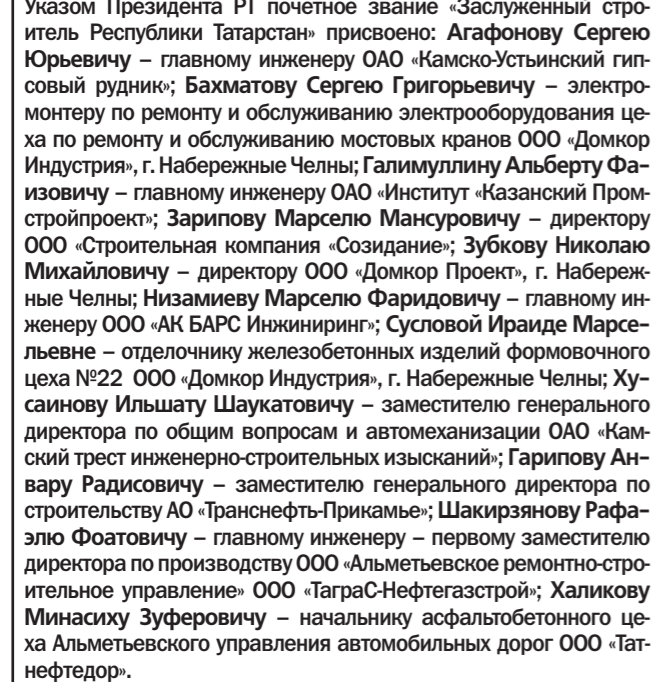 Указом Президента РТ почетное звание «Заслуженный стро-
итель Республики Татарстан» присвоено: Агафонову Сергею
Юрьевичу – главному инженеру ОАО «Камско-Устьинский гип-
совый рудник»; Бахматову Сергею Григорьевичу – электро-
монтеру по ремонту и обслуживанию электрооборудования це-
ха по ремонту и обслуживанию мостовых кранов ООО «Домкор
Индустрия», г. Набережные Челны; Галимуллину Альберту Фа-
изовичу – главному инженеру ОАО «Институт «Казанский Пром-
стройпроект»; Зарипову Марселю Мансуровичу – директору
ООО «Строительная компания «Созидание»; Зубкову Николаю
Михайловичу – директору ООО «Домкор Проект», г. Набереж-
ные Челны; Низамиеву Марселю Фаридовичу – главному ин-
женеру ООО «АК БАРС Инжиниринг»; Сусловой Ираиде Марсе-
льевне – отделочнику железобетонных изделий формовочного
цеха №22 ООО «Домкор Индустрия», г. Набережные Челны; Ху-
саинову Ильшату Шаукатовичу – заместителю генерального
директора по общим вопросам и автомеханизации ОАО «Кам-
ский трест инженерно-строительных изысканий»; Гарипову Ан-
вару Радисовичу – заместителю генерального директора по
строительству АО «Транснефть-Прикамье»; Шакирзянову Рафа-
элю Фоатовичу – главному инженеру – первому заместителю
директора по производству ООО «Альметьевское ремонтно-стро-
ительное управление» ООО «ТаграС-Нефтегазстрой»; Халикову
Минасиху Зуферовичу – начальнику асфальтобетонного це-
ха Альметьевского управления автомобильных дорог ООО «Тат-
нефтедор».